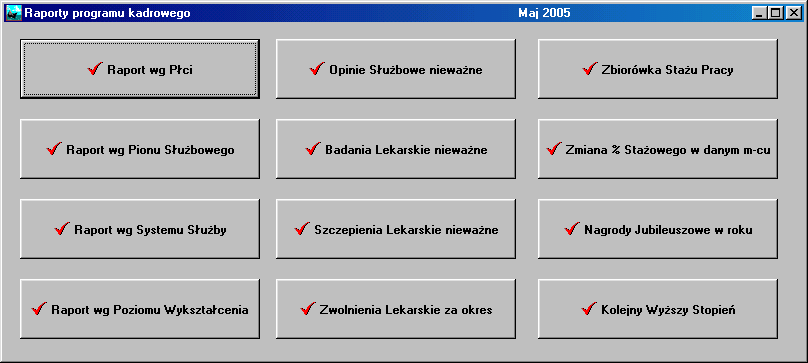 Raporty programu kadrowego Maj 2005
Raport wg Płci
Opinie Służbowe nieważne
Zbiorówka Stażu Pracy
Raport wg Pionu Służbowego
Badania Lekarskie nieważne
Zmiana % Stażowego w danym m-cu
Raport wg Systemu Służby
Szczepienia Lekarskie nieważne
Nagrody Jubileuszowe w roku
Raport wg Poziomu Wykształcenia
Zwolnienia Lekarskie za okres
Kolejny Wyższy Stopień